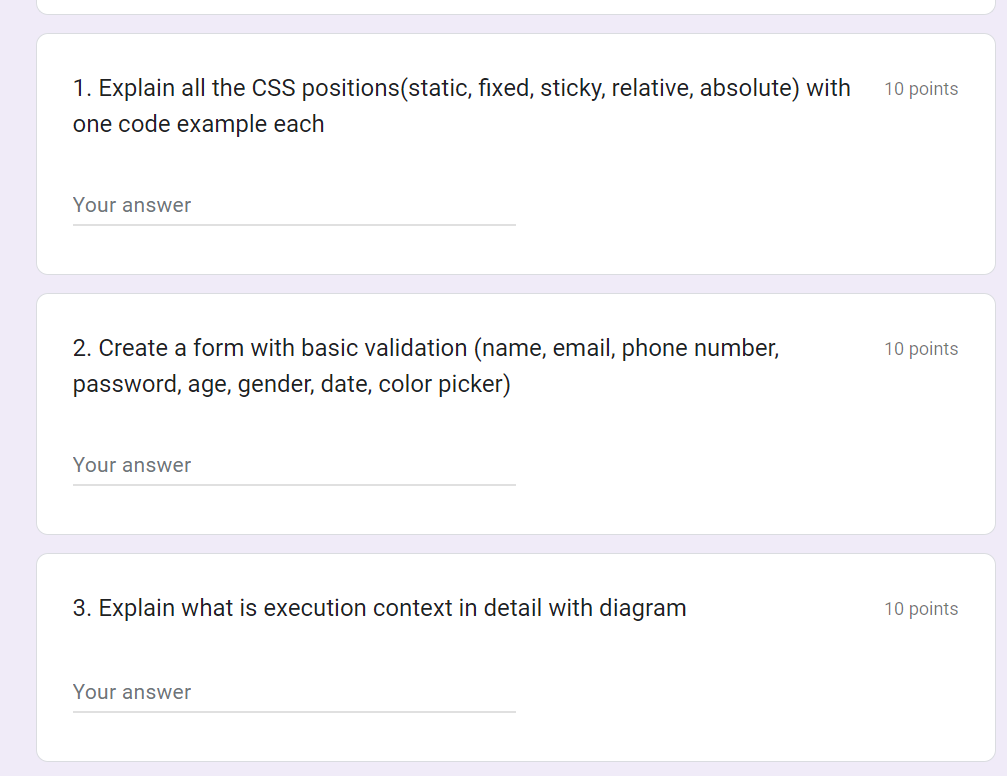 1. Explain all the CSS positions(static, fixed, sticky, relative, absolute) with
10 points
one code example each
Your answer
2. Create a form with basic validation (name, email, phone number,
10 points
password, age, gender, date, color picker)
Your answer
3. Explain what is execution context in detail with diagram
10 points
Your answer